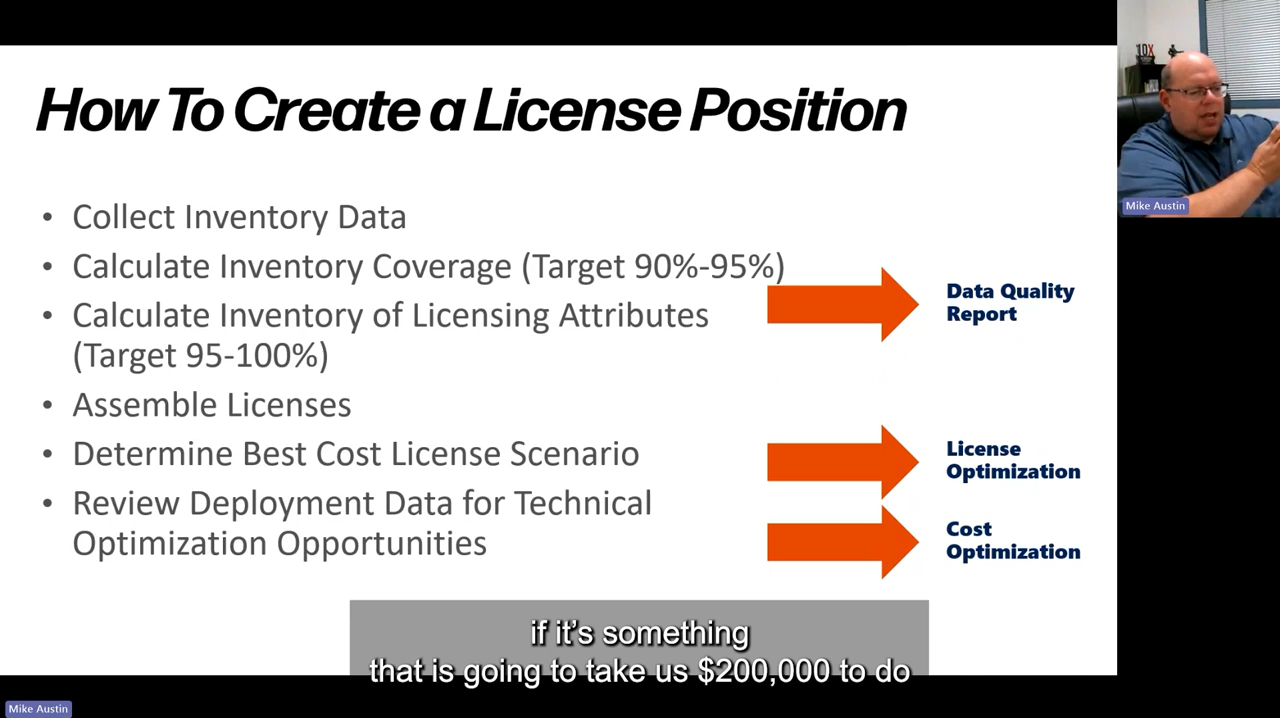 How To Create a License Position
• Collect Inventory Data
• Calculate Inventory Coverage (Target 90%-95%)
• Calculate Inventory of Licensing Attributes
(Target 95-100%)
• Assemble Licenses
• Determine Best Cost License Scenario
• Review Deployment Data for Technical
Optimization Opportunities
Data Quality
Report
License
Optimization
Cost
Optimization
10X
Mike Austin
if it's something
that is going to take us $200,000 to do
Mike Austin